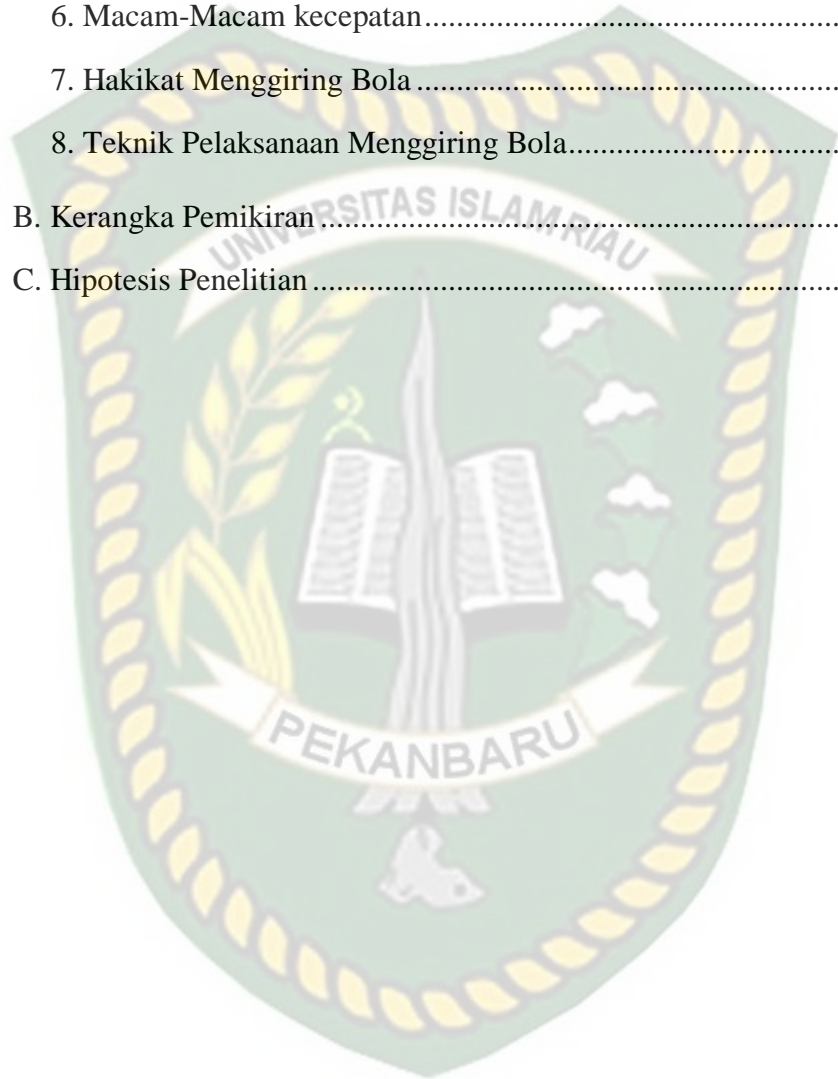 6. Macam-Macam kecepatan........................................................
7. Hakikat Menggiring Bola..........................................................
8. Teknik Pelaksanaan Menggiring Bola......................................
B. Kerangka Pemikiran....................................................................
C. Hipotesis Penelitian.....................................................................
UNIVERSITAS ISLAM RIAU
PEKANBARU